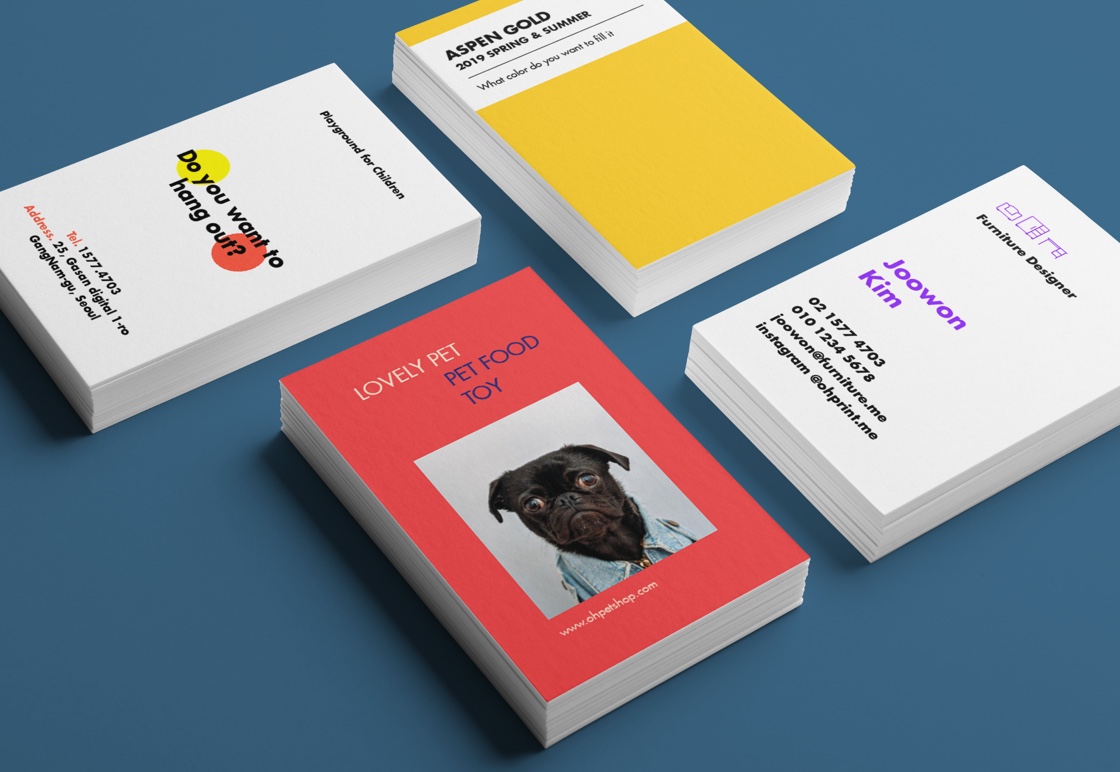 ASPEN GOLD
2019 SPRING & SUMMER
What color do you want to fill it
Playground for Children
Do you want to
hang out?
Tel. 1577.4703
Address. 25, Gasan digital 1-ro
GangNam-gu, Seoul
LOVELY PET
PET FOOD
TOY
www.ohpetshop.com
Furniture Designer
Joowon
Kim
02 1577 4703
010 1234 5678
joowon@furniture.me
instagram @ohprint.me